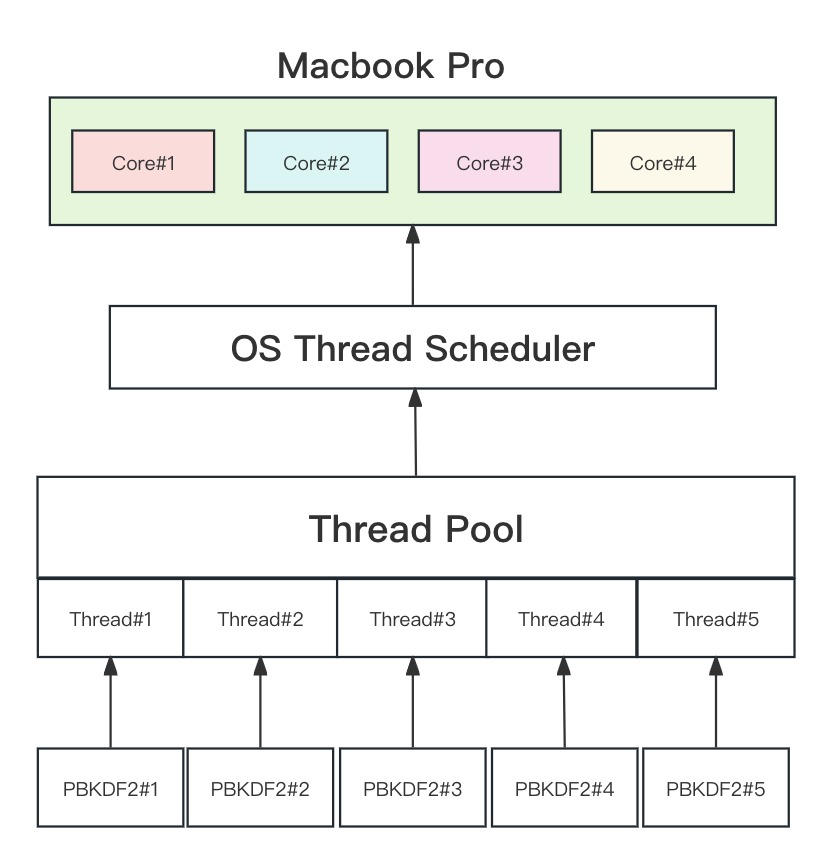 Macbook Pro
Core#1 Core#2 Core#3 Core#4
OS Thread Scheduler
Thread Pool
Thread#1 Thread#2 Thread#3 Thread#4 Thread#5
PBKDF2#1 PBKDF2#2 PBKDF2#3 PBKDF2#4 PBKDF2#5